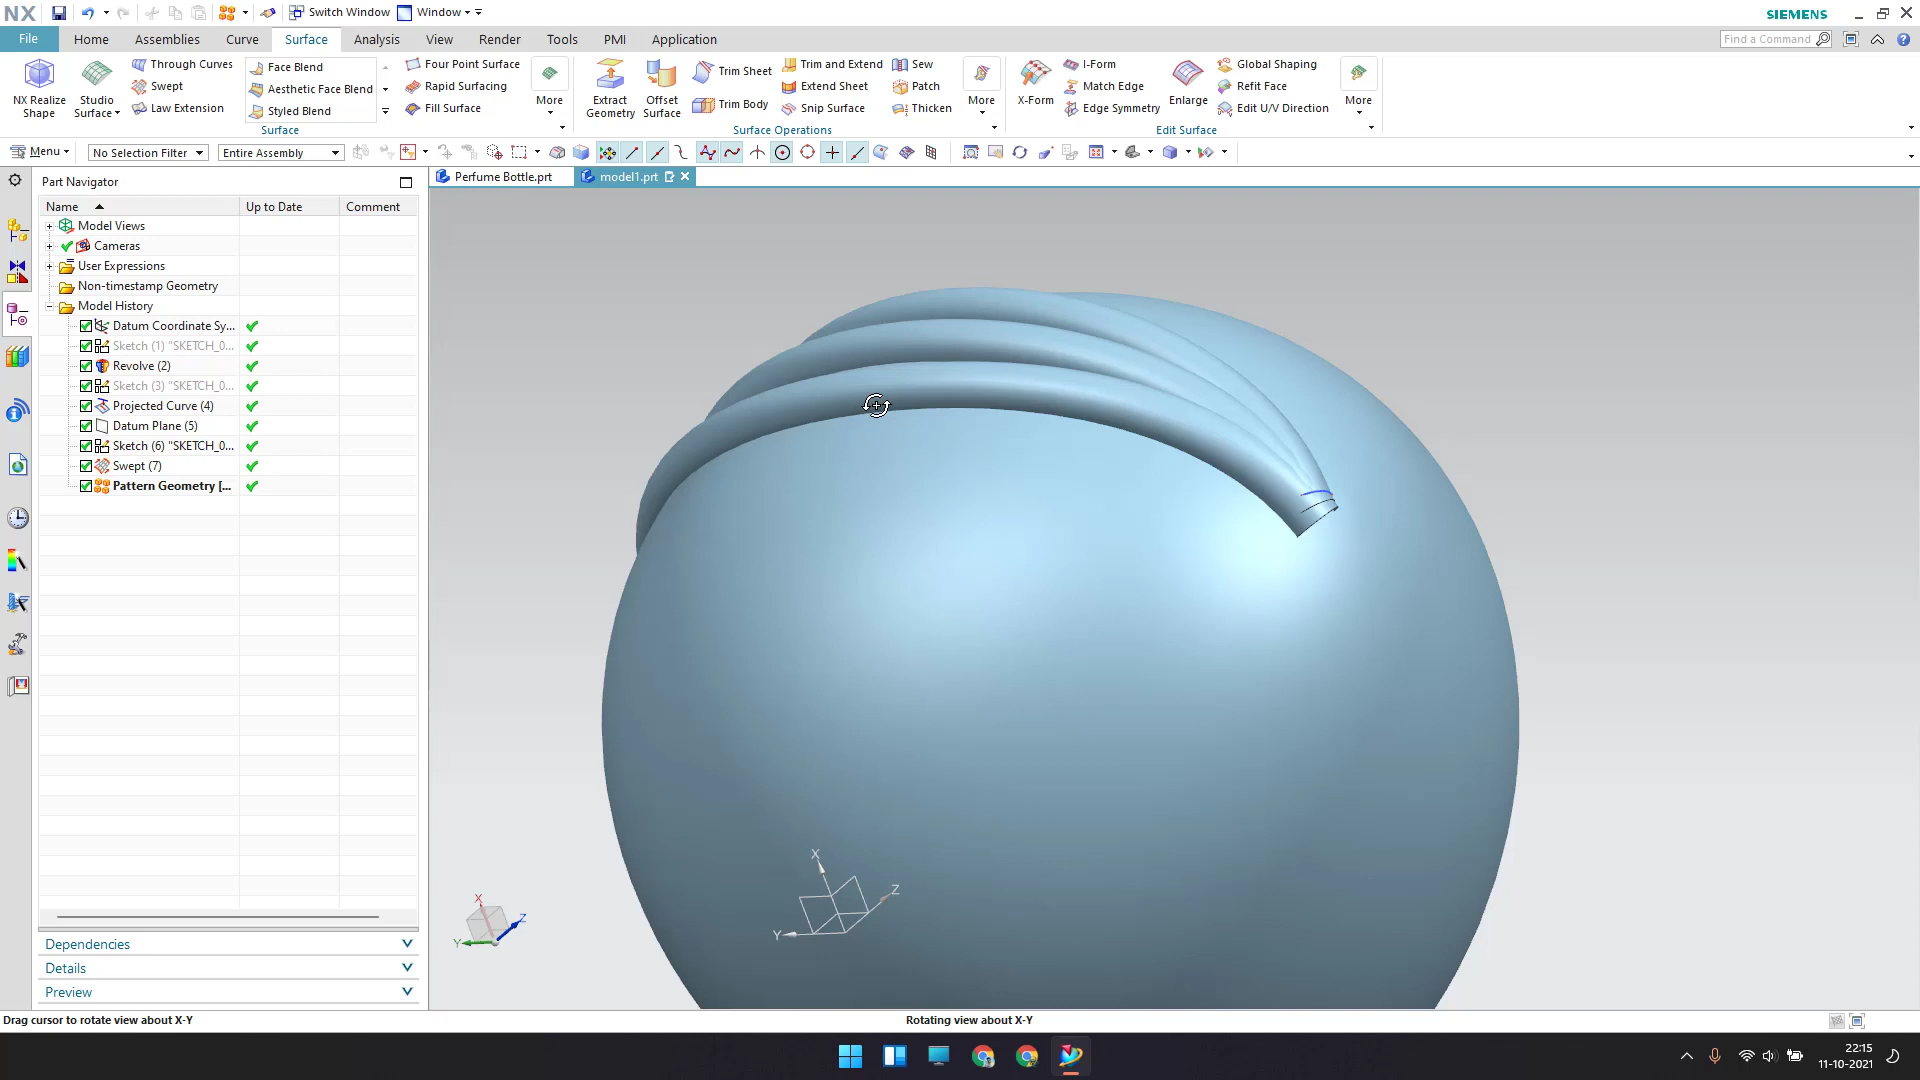 NX
Switch Window
Window
SIEMENS
File
Home
Assemblies
Curve
Surface
Analysis
View
Render
Tools
PMI
Application
Find a Command
NX Realize
Shape
Studio
Surface
Through Curves
Swept
Law Extension
Face Blend
Aesthetic Face Blend
Styled Blend
Four Point Surface
Rapid Surfacing
Fill Surface
More
Surface
Extract
Geometry
Offset
Surface
Trim Sheet
Trim Body
Trim and Extend
Extend Sheet
Snip Surface
Sew
Patch
Thicken
More
Surface Operations
X-Form
I-Form
Match Edge
Edge Symmetry
Enlarge
Global Shaping
Refit Face
Edit U/V Direction
More
Edit Surface
Menu
No Selection Filter
Entire Assembly
Part Navigator
Perfume Bottle.prt
model1.prt
Name
Up to Date
Comment
Model Views
Cameras
User Expressions
Non-timestamp Geometry
Model History
Datum Coordinate Sy...
Sketch (1) "SKETCH_0...
Revolve (2)
Sketch (3) "SKETCH_0...
Projected Curve (4)
Datum Plane (5)
Sketch (6) "SKETCH_0...
Swept (7)
Pattern Geometry [...
X
Z
Y
X
Z
Y
Dependencies
Details
Preview
Drag cursor to rotate view about X-Y
Rotating view about X-Y
22:15
11-10-2021